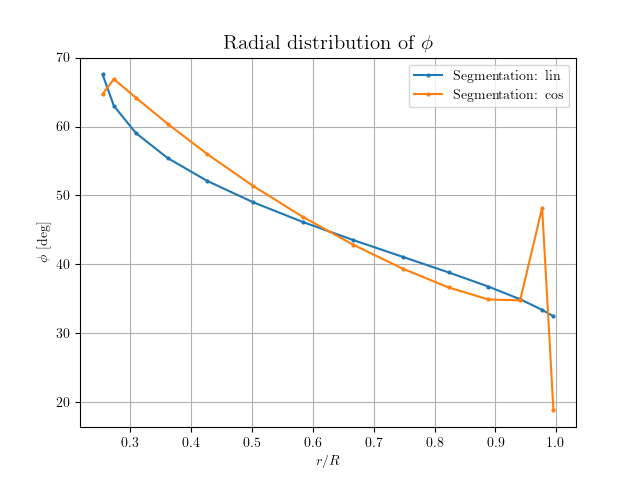 Radial distribution of ϕ
Segmentation: lin
Segmentation: cos
70
60
50
40
30
20
ϕ [deg]
0.3 0.4 0.5 0.6 0.7 0.8 0.9 1.0
r/R